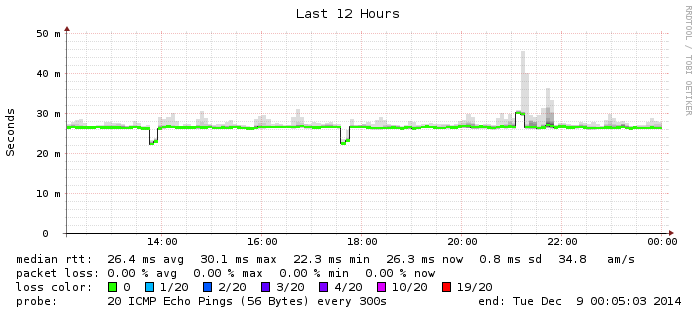 Last 12 Hours
RRDTOOL / TOBI OETIKER
Seconds
50 m
40 m
30 m
20 m
10 m
0
14:00 16:00 18:00 20:00 22:00 00:00
median rtt: 26.4 ms avg 30.1 ms max 22.3 ms min 26.3 ms now 0.8 ms sd 34.8 am/s
packet loss: 0.00 % avg 0.00 % max 0.00 % min 0.00 % now
loss color: 0 1/20 2/20 3/20 4/20 10/20 19/20
probe: 20 ICMP Echo Pings (56 Bytes) every 300s end: Tue Dec 9 00:05:03 2014